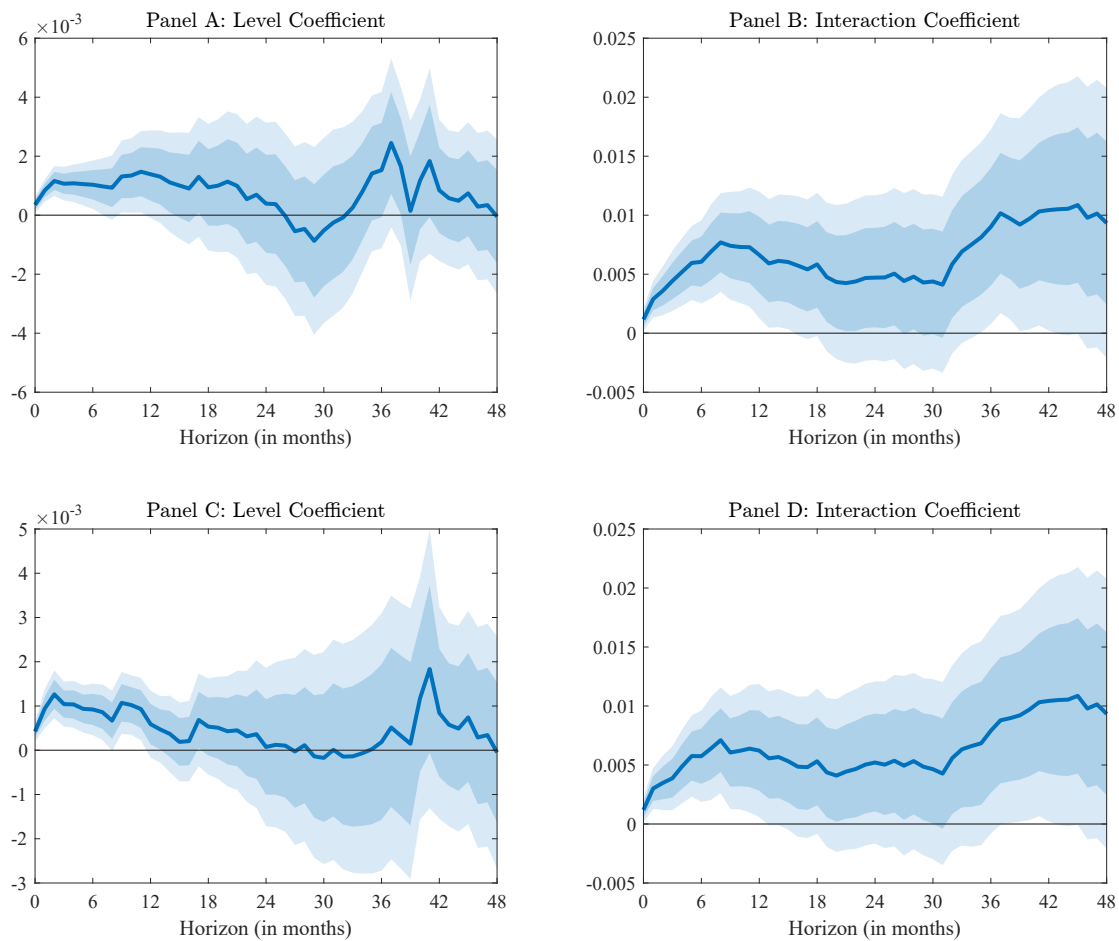 Panel A: Level Coefficient
×10⁻³
6
4
2
0
-2
-4
-6
0 6 12 18 24 30 36 42 48
Horizon (in months)
Panel B: Interaction Coefficient
0.025
0.02
0.015
0.01
0.005
0
-0.005
0 6 12 18 24 30 36 42 48
Horizon (in months)
Panel C: Level Coefficient
×10⁻³
5
4
3
2
1
0
-1
-2
-3
0 6 12 18 24 30 36 42 48
Horizon (in months)
Panel D: Interaction Coefficient
0.025
0.02
0.015
0.01
0.005
0
-0.005
0 6 12 18 24 30 36 42 48
Horizon (in months)